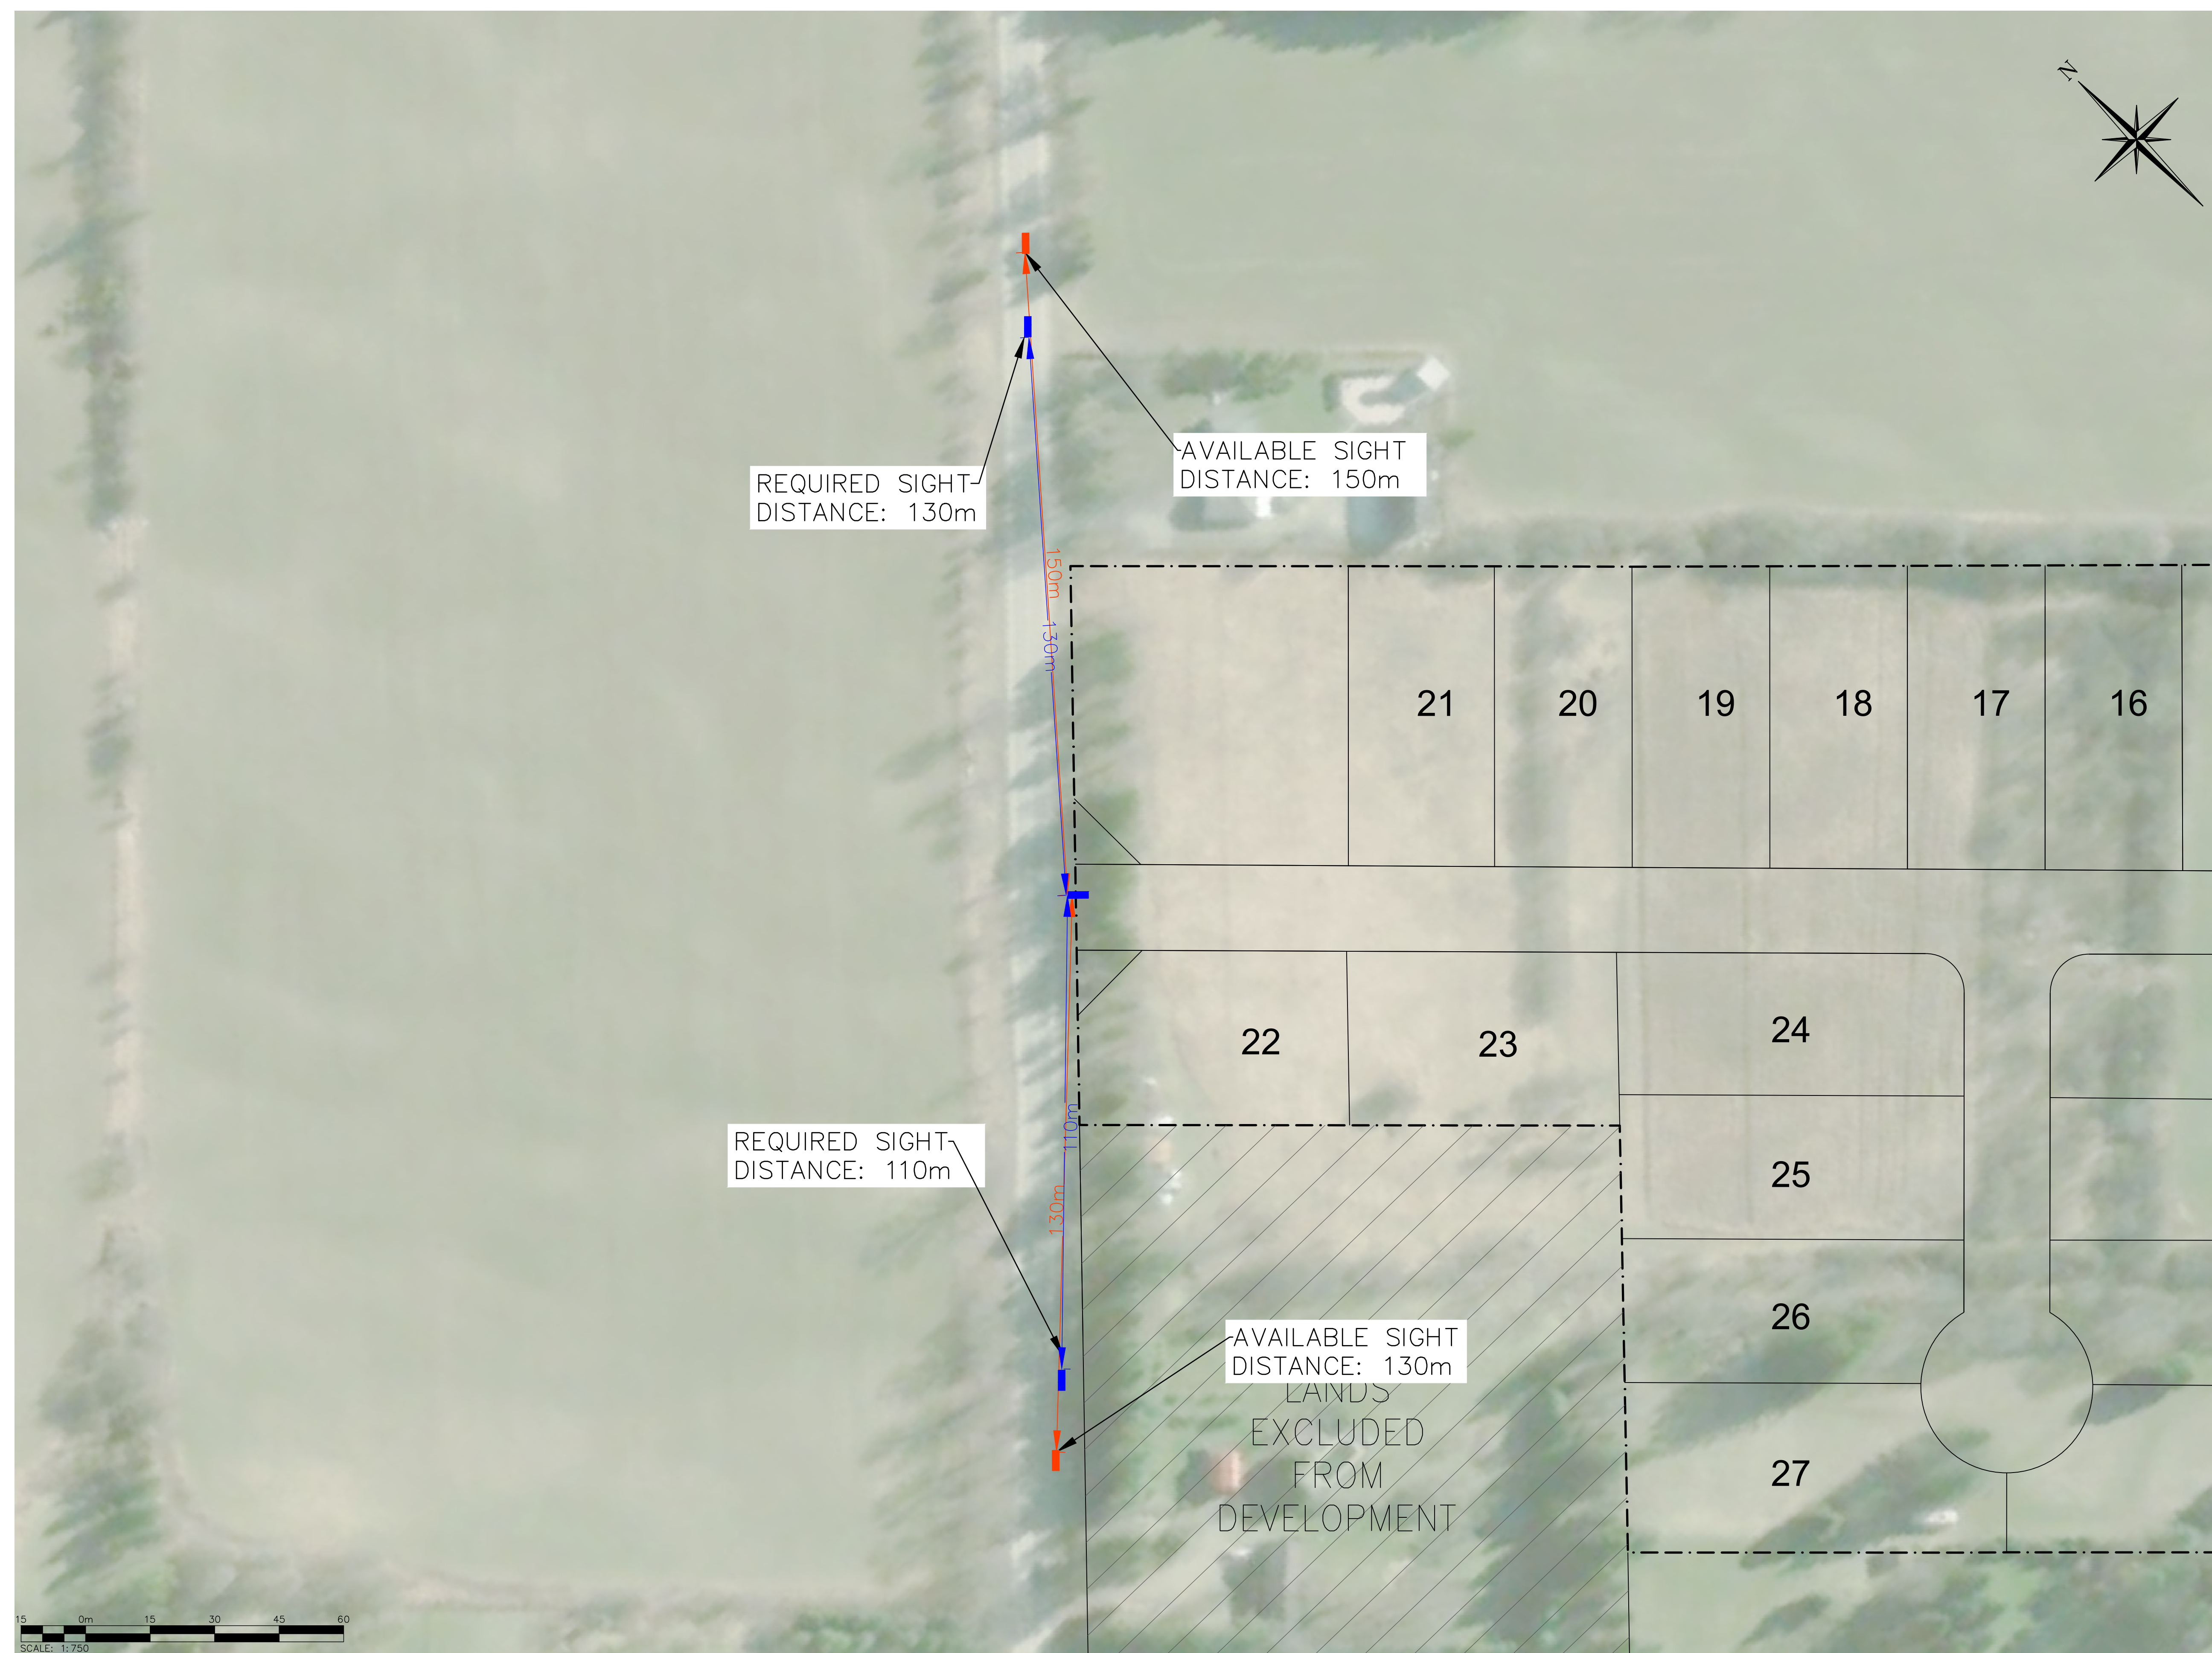 N
AVAILABLE SIGHT
DISTANCE: 150m
REQUIRED SIGHT
DISTANCE: 130m
150m
130m
21
20
19
18
17
16
22
23
24
110m
REQUIRED SIGHT
DISTANCE: 110m
25
130m
26
AVAILABLE SIGHT
DISTANCE: 130m
LANDS
EXCLUDED
FROM
DEVELOPMENT
27
15 0m 15 30 45 60
SCALE: 1:750